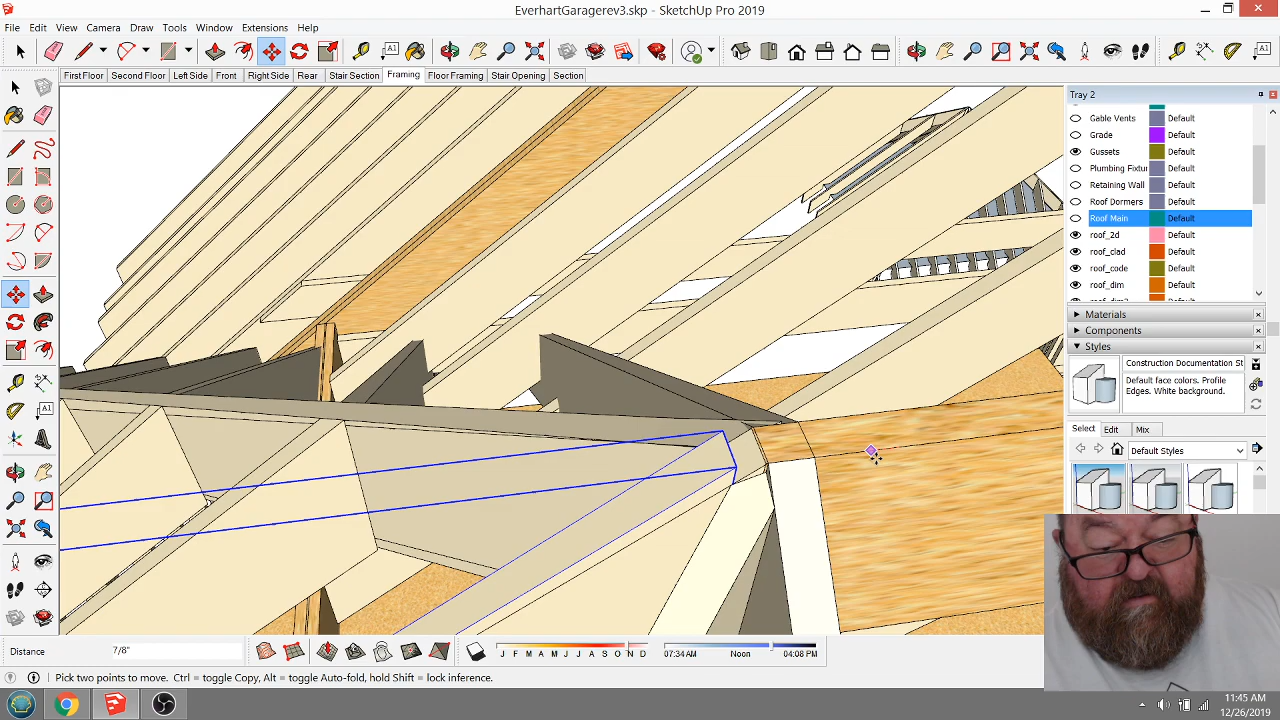 EverhartGaragerev3.skp - SketchUp Pro 2019
File Edit View Camera Draw Tools Window Extensions Help
First Floor Second Floor Left Side Front Right Side Rear Stair Section Framing Floor Framing Stair Opening Section
Tray 2
Gable Vents Default
Grade Default
Gussets Default
Plumbing Fixtu Default
Retaining Wall Default
Roof Dormers Default
Roof Main Default
roof_2d Default
roof_clad Default
roof_code Default
roof_dim Default
Materials
Components
Styles
Construction Documentation St
Default face colors. Profile
Edges. White background.
Select Edit Mix
Default Styles
Distance 7/8"
J F M A M J J A S O N D
07:34 AM Noon 04:08 PM
Pick two points to move. Ctrl = toggle Copy, Alt = toggle Auto-fold, hold Shift = lock inference.
11:45 AM
12/26/2019